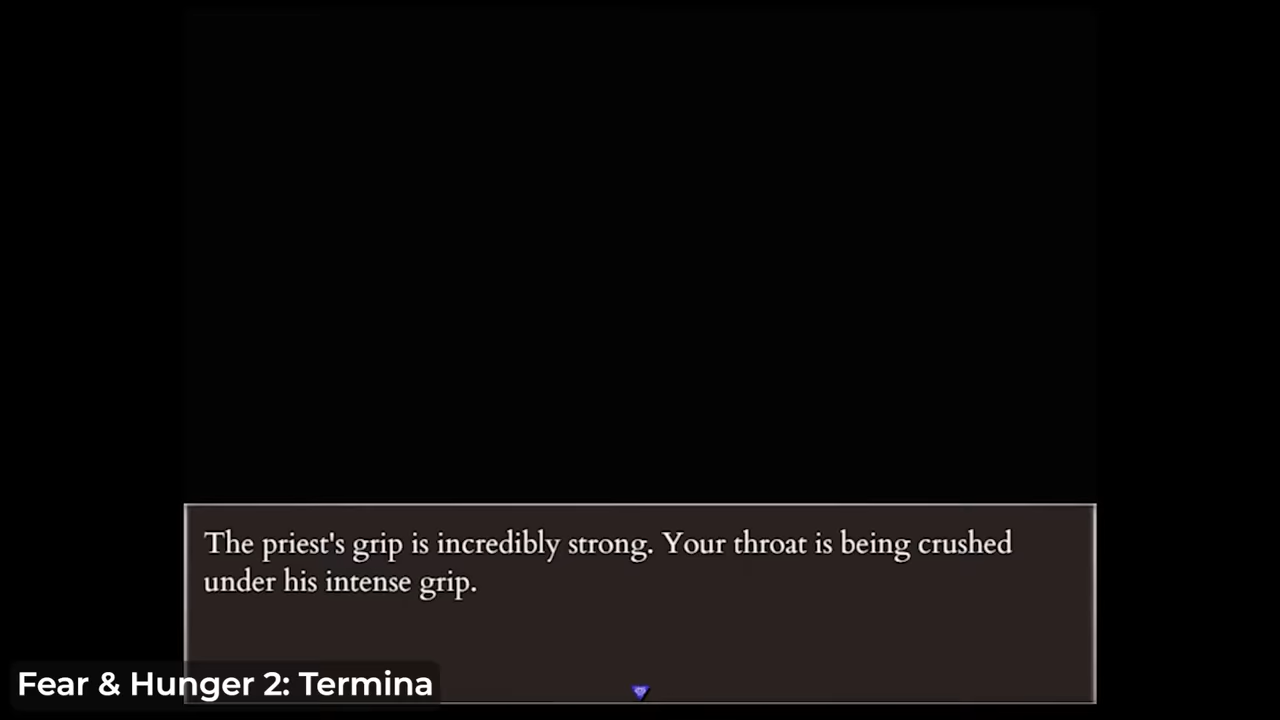 The priest's grip is incredibly strong. Your throat is being crushed
under his intense grip.
Fear & Hunger 2: Termina